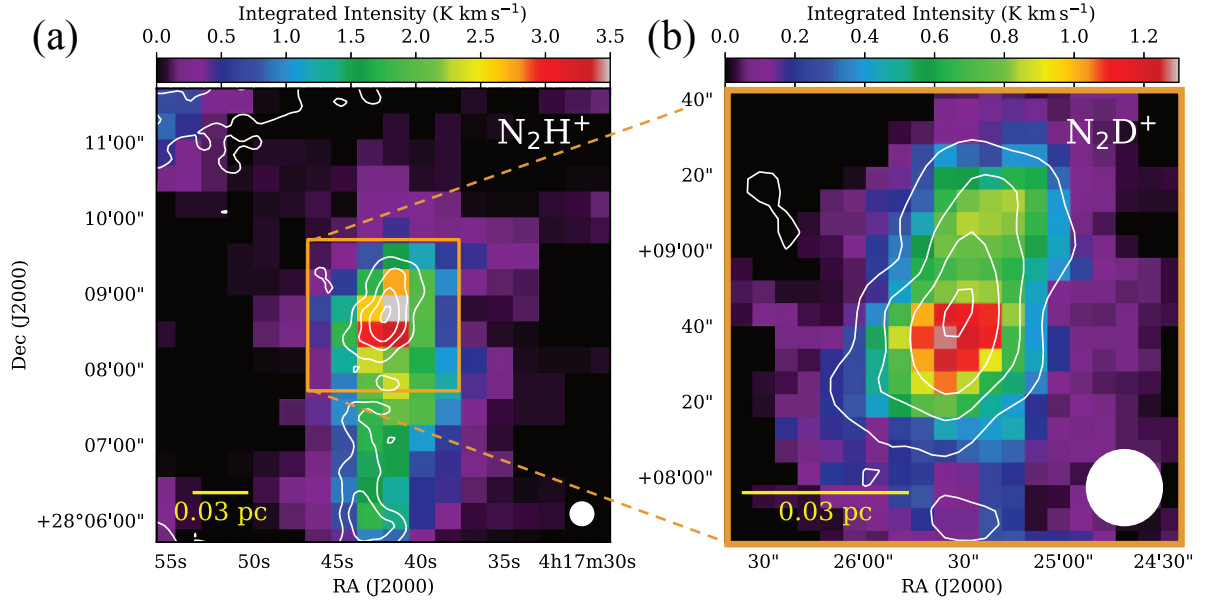 (a)
Integrated Intensity (K km s⁻¹)
0.0 0.5 1.0 1.5 2.0 2.5 3.0 3.5
N₂H⁺
11'00"
10'00"
09'00"
08'00"
07'00"
+28°06'00"
Dec (J2000)
0.03 pc
55s 50s 45s 40s 35s 4h17m30s
RA (J2000)
(b)
Integrated Intensity (K km s⁻¹)
0.0 0.2 0.4 0.6 0.8 1.0 1.2
N₂D⁺
40"
20"
+09'00"
40"
20"
+08'00"
0.03 pc
30" 26'00" 30" 25'00" 24'30"
RA (J2000)